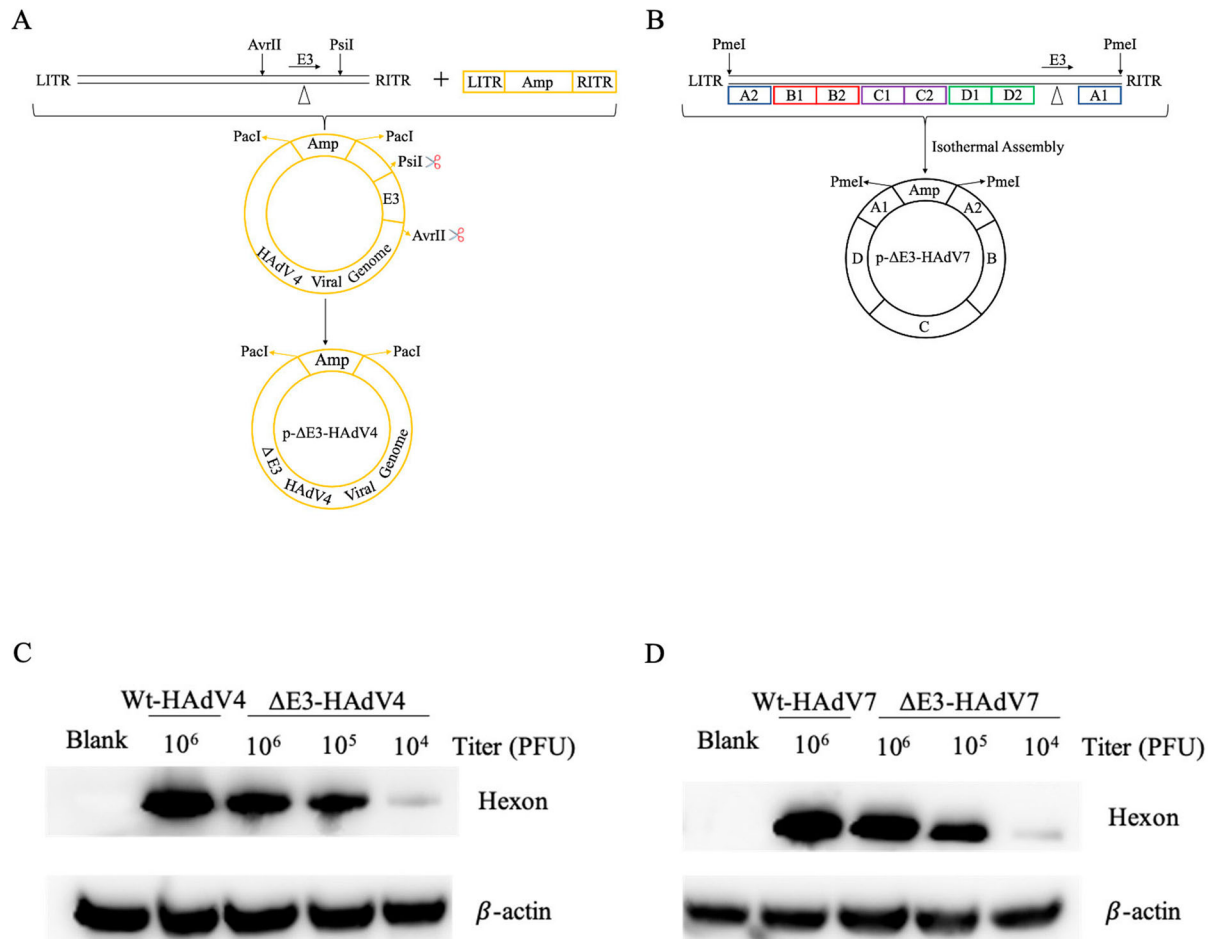 A
AvrII PsiI
E3
LITR RITR + LITR Amp RITR
PacI Amp PacI
PsiI
E3
AvrII
HAdV4 Viral Genome
PacI Amp PacI
p-ΔE3-HAdV4
ΔE3 HAdV4 Viral Genome
B
PmeI PmeI
E3
LITR RITR
A2 B1 B2 C1 C2 D1 D2 A1
Isothermal Assembly
PmeI Amp PmeI
A1 A2
D p-ΔE3-HAdV7 B
C
C
Wt-HAdV4 ΔE3-HAdV4
Blank 10⁶ 10⁶ 10⁵ 10⁴ Titer (PFU)
Hexon
β-actin
D
Wt-HAdV7 ΔE3-HAdV7
Blank 10⁶ 10⁶ 10⁵ 10⁴ Titer (PFU)
Hexon
β-actin